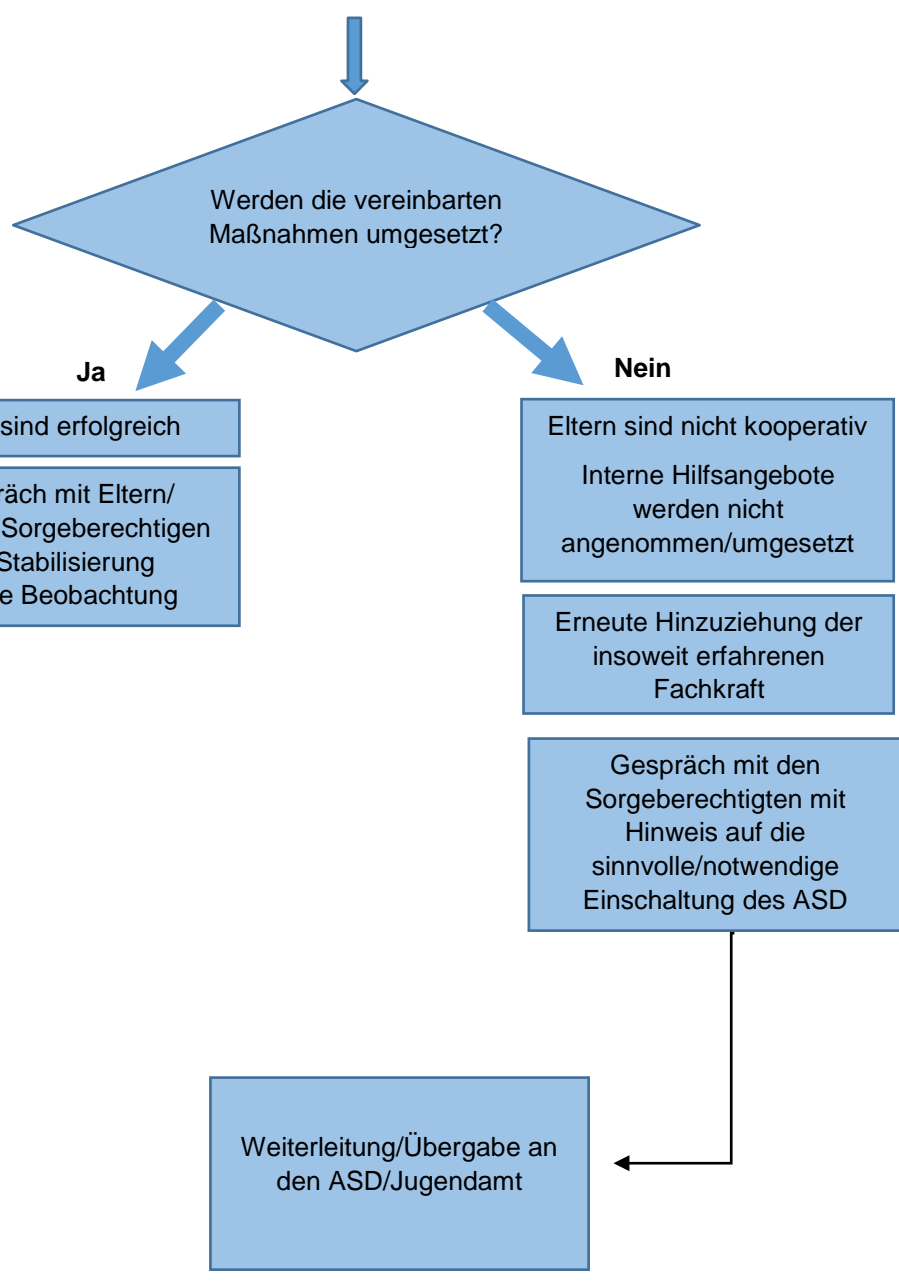 Werden die vereinbarten
Maßnahmen umgesetzt?
Ja
sind erfolgreich
mit Eltern/
Sorgeberechtigen
Stabilisierung
Beobachtung
Nein
Eltern sind nicht kooperativ
Interne Hilfsangebote
werden nicht
angenommen/umgesetzt
Erneute Hinzuziehung der
insoweit erfahrenen
Fachkraft
Gespräch mit den
Sorgeberechtigten mit
Hinweis auf die
sinnvolle/notwendige
Einschaltung des ASD
Weiterleitung/Übergabe an
den ASD/Jugendamt